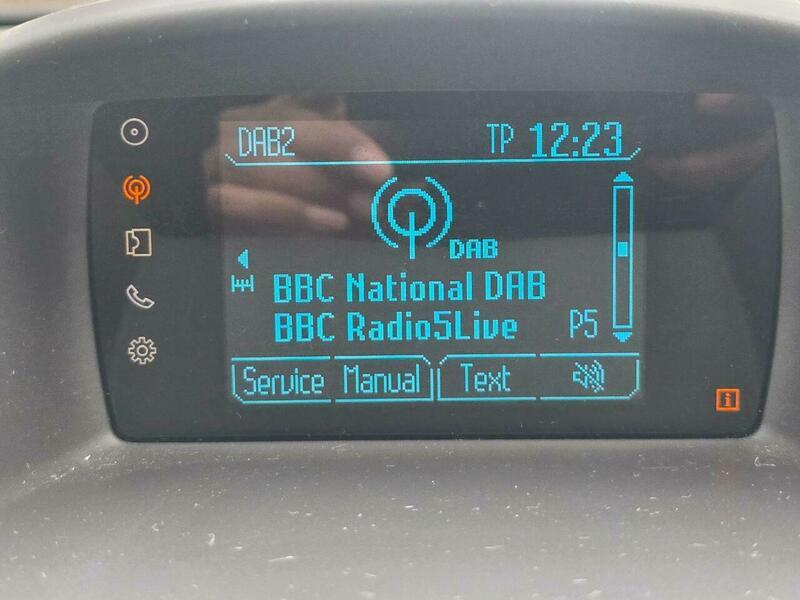 DAB2 TP 12:23
DAB
BBC National DAB
BBC Radio5Live P5
Service Manual Text
i